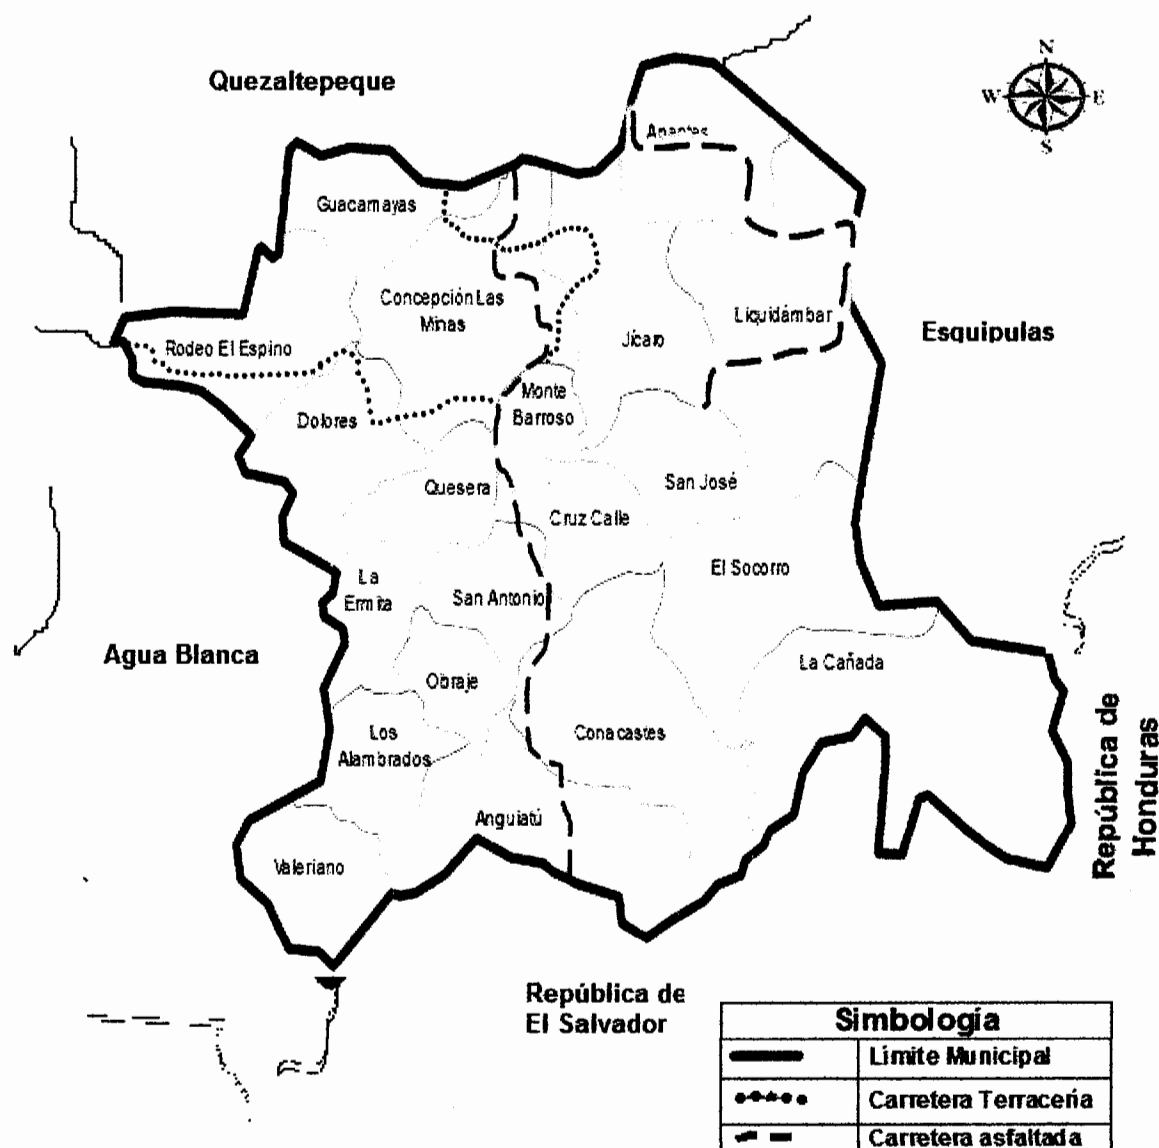 N
W E
S
Quezaltepeque
Apantes
Guacamayas
Concepción Las
Minas
Liquidámbar
Jícaro
Esquipulas
Rodeo El Espino
Monte
Barroso
Dolores
San José
Quesera
Cruz Calle
El Socorro
La
Ermita
San Antonio
Agua Blanca
La Cañada
Obraje
Los
Alambrados
Conacastes
República de
Honduras
Anguiatú
Valeriano
República de
El Salvador
Simbología
Límite Municipal
Carretera Terracería
Carretera asfaltada